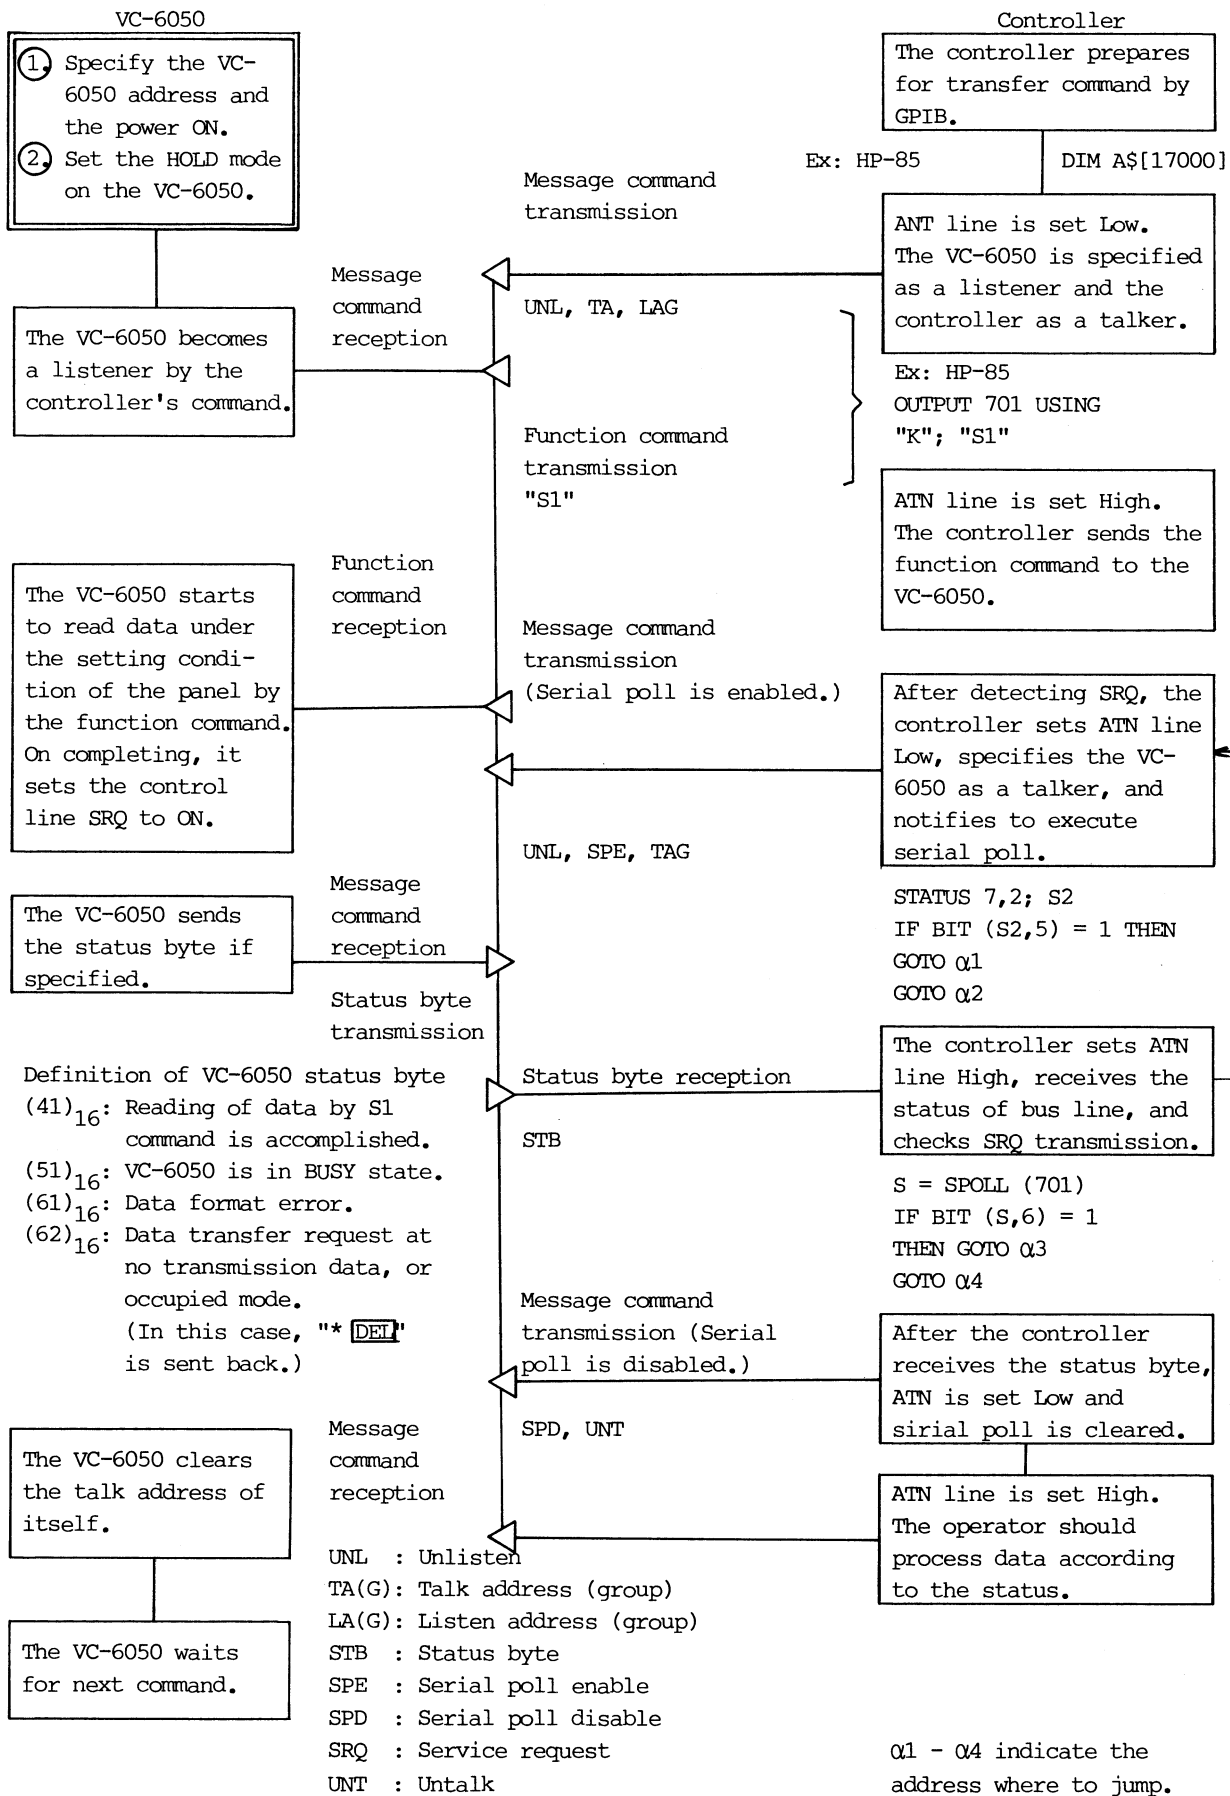 VC-6050
1. Specify the VC-
6050 address and
the power ON.
2. Set the HOLD mode
on the VC-6050.
The VC-6050 becomes
a listener by the
controller's command.
The VC-6050 starts
to read data under
the setting condi-
tion of the panel by
the function command.
On completing, it
sets the control
line SRQ to ON.
The VC-6050 sends
the status byte if
specified.
Definition of VC-6050 status byte
(41)16: Reading of data by S1
command is accomplished.
(51)16: VC-6050 is in BUSY state.
(61)16: Data format error.
(62)16: Data transfer request at
no transmission data, or
occupied mode.
(In this case, "* DEL"
is sent back.)
The VC-6050 clears
the talk address of
itself.
The VC-6050 waits
for next command.
Message
command
reception
Function
command
reception
Message
command
reception
Status byte
transmission
Message
command
reception
Message command
transmission
UNL, TA, LAG
Function command
transmission
"S1"
Message command
transmission
(Serial poll is enabled.)
UNL, SPE, TAG
Status byte reception
STB
Message command
transmission (Serial
poll is disabled.)
SPD, UNT
UNL : Unlisten
TA(G): Talk address (group)
LA(G): Listen address (group)
STB : Status byte
SPE : Serial poll enable
SPD : Serial poll disable
SRQ : Service request
UNT : Untalk
Controller
The controller prepares
for transfer command by
GPIB.
Ex: HP-85 DIM A$[17000]
ANT line is set Low.
The VC-6050 is specified
as a listener and the
controller as a talker.
Ex: HP-85
OUTPUT 701 USING
"K"; "S1"
ATN line is set High.
The controller sends the
function command to the
VC-6050.
After detecting SRQ, the
controller sets ATN line
Low, specifies the VC-
6050 as a talker, and
notifies to execute
serial poll.
STATUS 7,2; S2
IF BIT (S2,5) = 1 THEN
GOTO α1
GOTO α2
The controller sets ATN
line High, receives the
status of bus line, and
checks SRQ transmission.
S = SPOLL (701)
IF BIT (S,6) = 1
THEN GOTO α3
GOTO α4
After the controller
receives the status byte,
ATN is set Low and
sirial poll is cleared.
ATN line is set High.
The operator should
process data according
to the status.
α1 - α4 indicate the
address where to jump.